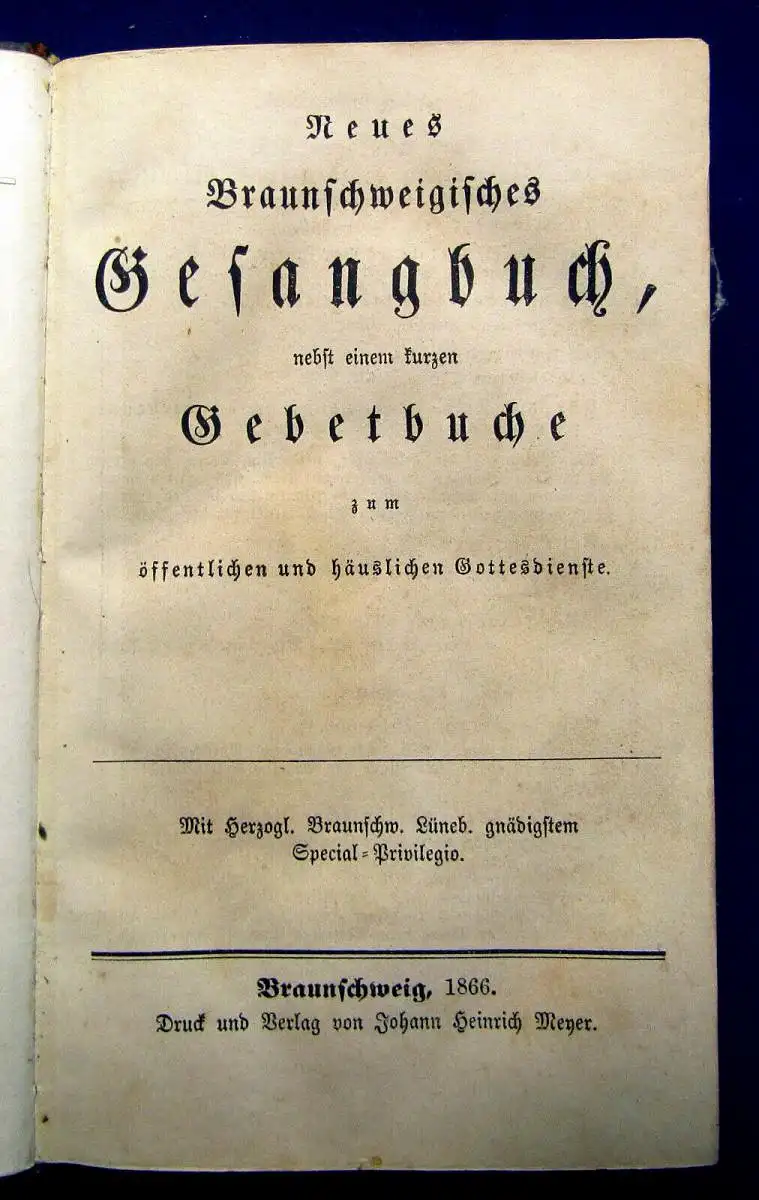 Neues
Braunſchweigiſches
Geſangbuch,
nebſt einem kurzen
Gebetbuche
zum
öffentlichen und häuslichen Gottesdienſte.
Mit Herzogl. Braunſchw. Lüneb. gnädigſtem
Special=Privilegio.
Braunſchweig, 1866.
Druck und Verlag von Johann Heinrich Meyer.